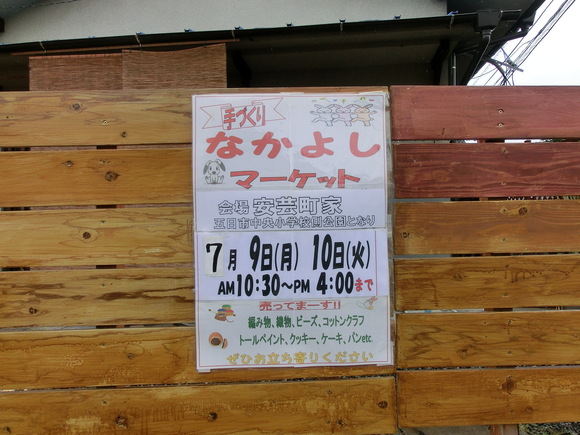 手づくり
なかよし
マーケット
会場 安芸町家
五日市中央小学校側公園となり
7月 9日(月) 10日(火)
AM10:30〜PM 4:00まで
売ってまーす!!
編み物、織物、ビーズ、コットンクラフ
トールペイント、クッキー、ケーキ、パンetc.
ぜひお立ち寄りください